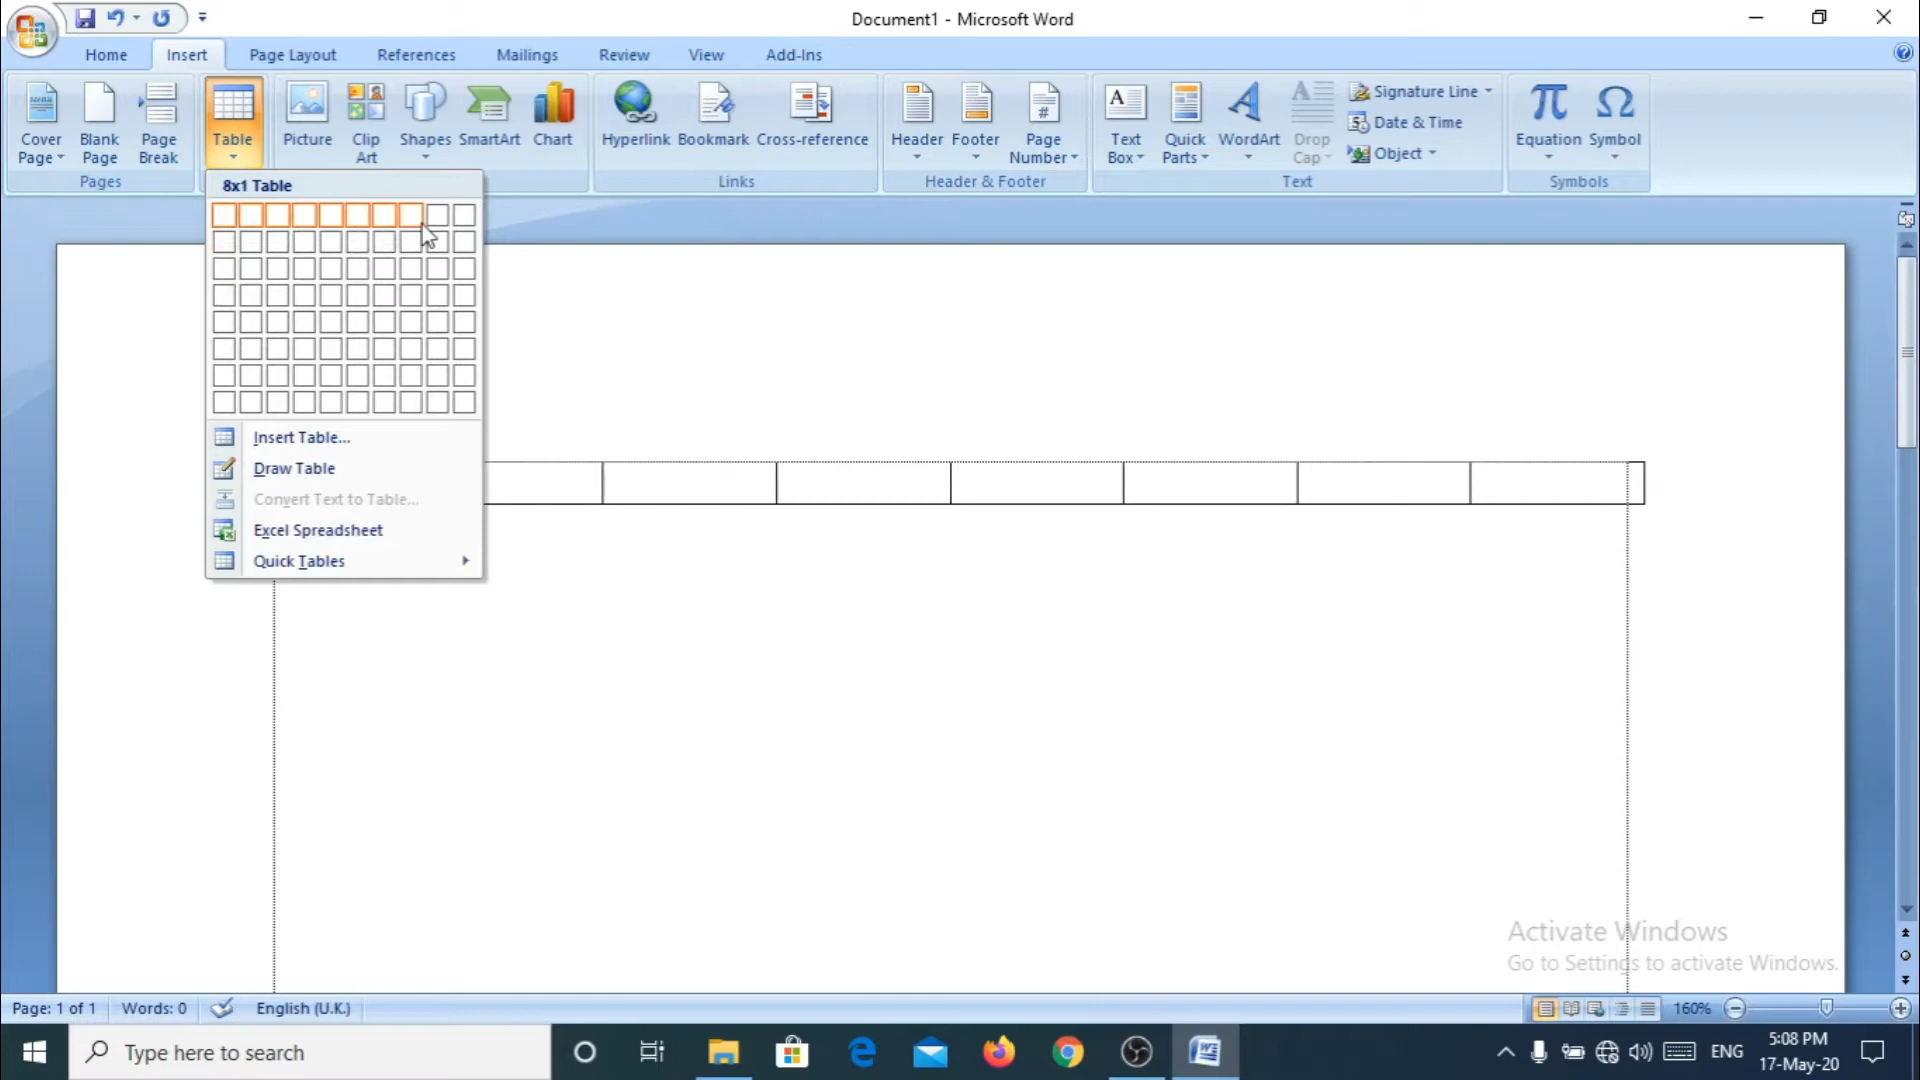 Document1 - Microsoft Word
Home Insert Page Layout References Mailings Review View Add-Ins
Cover Page
Blank Page
Page Break
Table
Picture
Clip Art
Shapes
SmartArt
Chart
Hyperlink
Bookmark
Cross-reference
Header
Footer
Page Number
Text Box
Quick Parts
WordArt
Drop Cap
Signature Line
Date & Time
Object
Equation
Symbol
Pages
Links
Header & Footer
Text
Symbols
8x1 Table
Insert Table...
Draw Table
Convert Text to Table...
Excel Spreadsheet
Quick Tables
Activate Windows
Go to Settings to activate Windows.
Page: 1 of 1 Words: 0 English (U.K.) 160%
Type here to search
ENG
5:08 PM
17-May-20